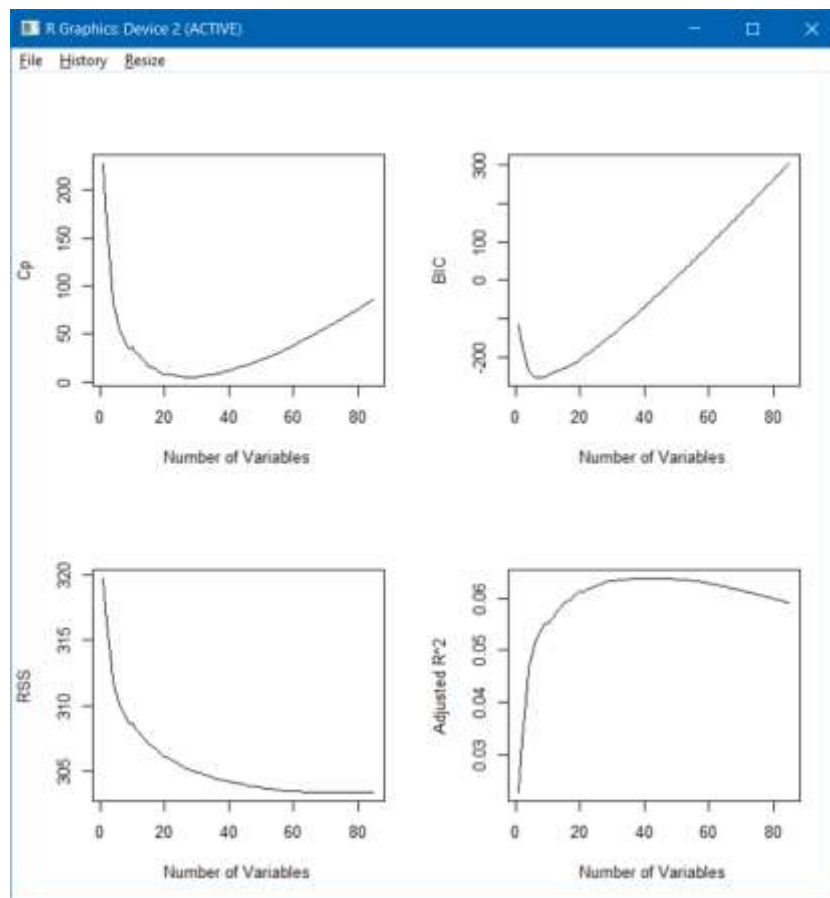 R Graphics: Device 2 (ACTIVE)
File History Resize
Cp
0 50 100 150 200
0 20 40 60 80
Number of Variables
BIC
-200 0 100 300
0 20 40 60 80
Number of Variables
RSS
305 310 315 320
0 20 40 60 80
Number of Variables
Adjusted R^2
0.03 0.04 0.05 0.06
0 20 40 60 80
Number of Variables